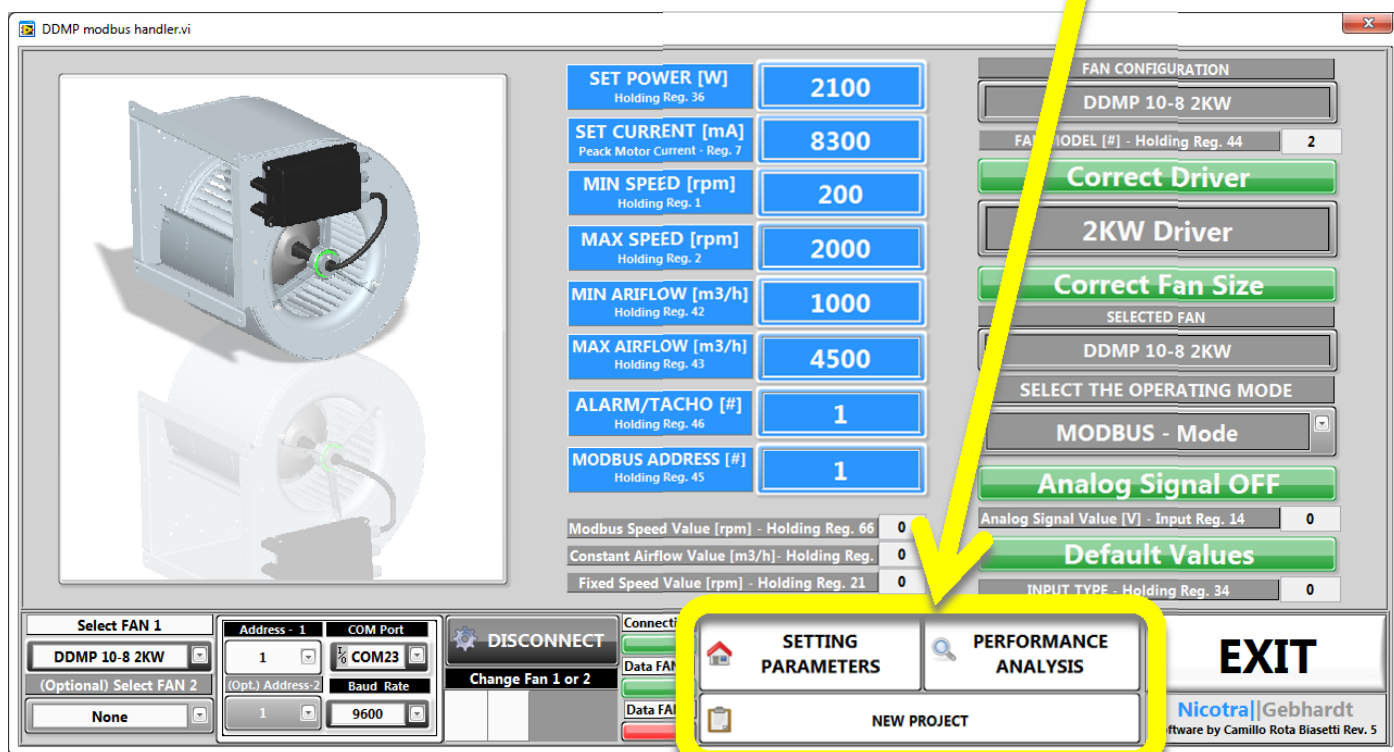 DDMP modbus handler.vi
SET POWER [W]
Holding Reg. 36
2100
SET CURRENT [mA]
Peack Motor Current - Reg. 7
8300
MIN SPEED [rpm]
Holding Reg. 1
200
MAX SPEED [rpm]
Holding Reg. 2
2000
MIN ARIFLOW [m3/h]
Holding Reg. 42
1000
MAX AIRFLOW [m3/h]
Holding Reg. 43
4500
ALARM/TACHO [#]
Holding Reg. 46
1
MODBUS ADDRESS [#]
Holding Reg. 45
1
Modbus Speed Value [rpm] - Holding Reg. 66 0
Constant Airflow Value [m3/h]- Holding Reg. 0
Fixed Speed Value [rpm] - Holding Reg. 21 0
FAN CONFIGURATION
DDMP 10-8 2KW
MODEL [#] - Holding Reg. 44 2
Correct Driver
2KW Driver
Correct Fan Size
SELECTED FAN
DDMP 10-8 2KW
SELECT THE OPERATING MODE
MODBUS - Mode
Analog Signal OFF
Analog Signal Value [V] - Input Reg. 14 0
Default Values
INPUT TYPE - Holding Reg. 34 0
Select FAN 1
DDMP 10-8 2KW
(Optional) Select FAN 2
None
Address - 1
1
(Opt.) Address-2
1
COM Port
COM23
Baud Rate
9600
DISCONNECT
Change Fan 1 or 2
Data
Data
SETTING
PARAMETERS
PERFORMANCE
ANALYSIS
NEW PROJECT
EXIT
Nicotra||Gebhardt
by Camillo Rota Biasetti Rev. 5